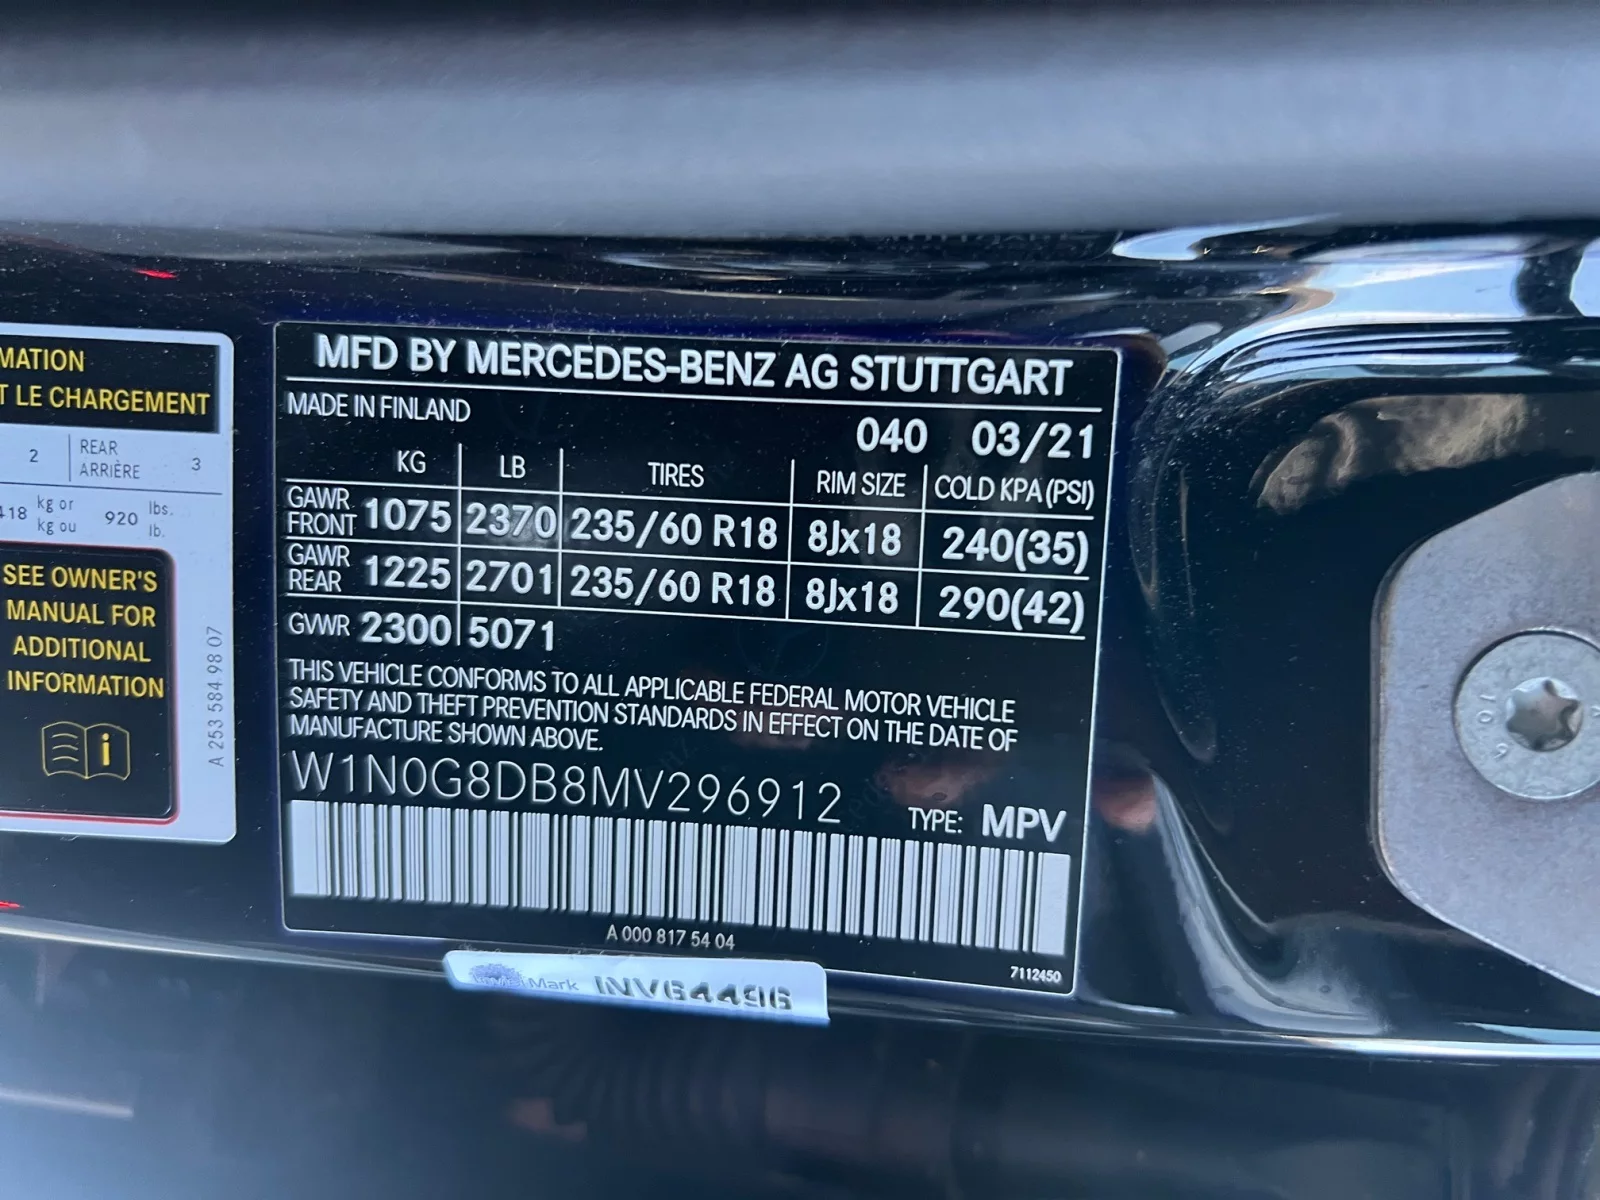 MATION
T LE CHARGEMENT
2 REAR ARRIÈRE 3
418 kg or kg ou 920 lbs. lb.
SEE OWNER'S
MANUAL FOR
ADDITIONAL
INFORMATION
i
A 253 584 98 07
MFD BY MERCEDES-BENZ AG STUTTGART
MADE IN FINLAND
040 03/21
KG LB TIRES RIM SIZE COLD KPA (PSI)
GAWR FRONT 1075 2370 235/60 R18 8Jx18 240(35)
GAWR REAR 1225 2701 235/60 R18 8Jx18 290(42)
GVWR 2300 5071
THIS VEHICLE CONFORMS TO ALL APPLICABLE FEDERAL MOTOR VEHICLE
SAFETY AND THEFT PREVENTION STANDARDS IN EFFECT ON THE DATE OF
MANUFACTURE SHOWN ABOVE.
W1N0G8DB8MV296912
TYPE: MPV
A 000 817 54 04
7112450
Mark INV64496